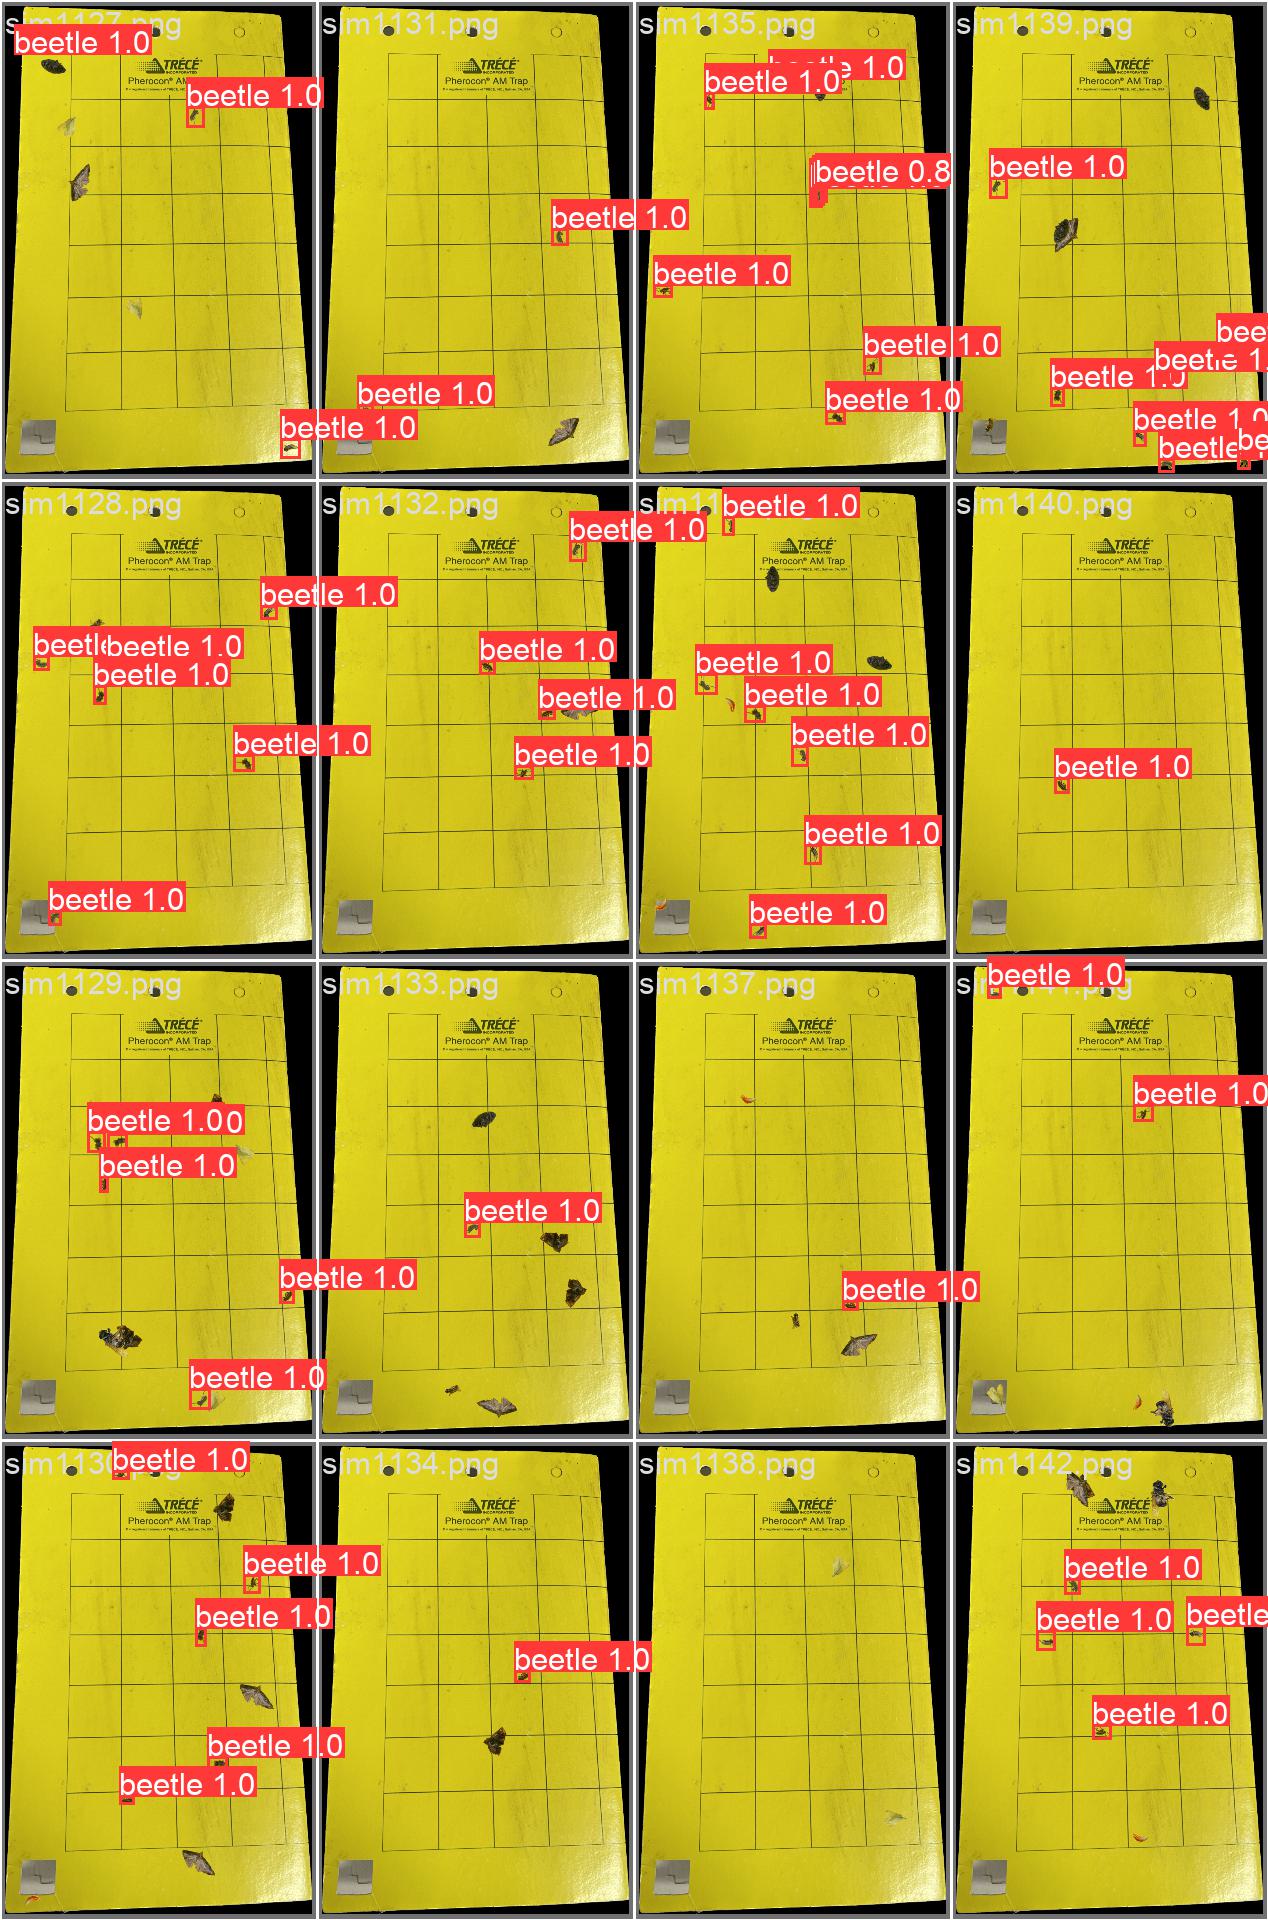 sim1127.png
beetle 1.0
TRÉCÉ
INCORPORATED
Pherocon® AM
beetle 1.0
beetle 1.0
sim1131.png
TRÉCÉ
INCORPORATED
Pherocon® AM Trap
beetle 1.0
beetle 1.0
sim1135.png
beetle 1.0
beetle 1.0
beetle 0.8
beetle 1.0
beetle 1.0
beetle 1.0
sim1139.png
TRÉCÉ
INCORPORATED
Pherocon® AM Trap
beetle 1.0
bee
beetle 1.
beetle 1.0
beetle 1.0
beetle
be
sim1128.png
TRÉCÉ
INCORPORATED
Pherocon® AM Trap
beetle 1.0
beetle
beetle 1.0
beetle 1.0
beetle 1.0
beetle 1.0
sim1132.png
beetle 1.0
TRÉCÉ
INCORPORATED
Pherocon® AM Trap
beetle 1.0
beetle 1.0
beetle 1.0
beetle 1.0
TRÉCÉ
INCORPORATED
Pherocon® AM Trap
beetle 1.0
beetle 1.0
beetle 1.0
beetle 1.0
beetle 1.0
sim1140.png
TRÉCÉ
INCORPORATED
Pherocon® AM Trap
beetle 1.0
sim1129.png
TRÉCÉ
INCORPORATED
Pherocon® AM Trap
beetle 1.0
beetle 1.0
beetle 1.0
beetle 1.0
sim1133.png
TRÉCÉ
INCORPORATED
Pherocon® AM Trap
beetle 1.0
sim1137.png
TRÉCÉ
INCORPORATED
Pherocon® AM Trap
beetle 1.0
beetle 1.0
TRÉCÉ
INCORPORATED
Pherocon® AM Trap
beetle 1.0
sim1130.png
beetle 1.0
TRÉCÉ
INCORPORATED
Pherocon® AM Trap
beetle 1.0
beetle 1.0
beetle 1.0
beetle 1.0
sim1134.png
TRÉCÉ
INCORPORATED
Pherocon® AM Trap
beetle 1.0
sim1138.png
TRÉCÉ
INCORPORATED
Pherocon® AM Trap
sim1142.png
TRÉCÉ
INCORPORATED
Pherocon® AM Trap
beetle 1.0
beetle 1.0
beetle
beetle 1.0